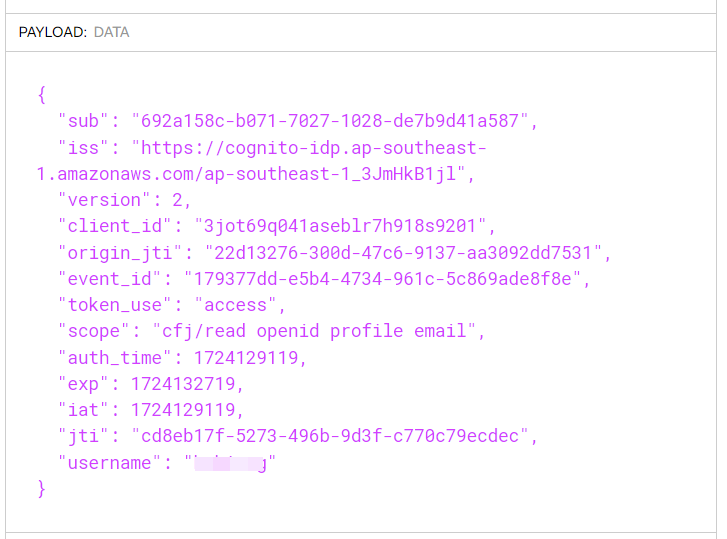 PAYLOAD: DATA
{
"sub": "692a158c-b071-7027-1028-de7b9d41a587",
"iss": "https://cognito-idp.ap-southeast-
1.amazonaws.com/ap-southeast-1_3JmHkB1jl",
"version": 2,
"client_id": "3jot69q041aseblr7h918s9201",
"origin_jti": "22d13276-300d-47c6-9137-aa3092dd7531",
"event_id": "179377dd-e5b4-4734-961c-5c869ade8f8e",
"token_use": "access",
"scope": "cfj/read openid profile email",
"auth_time": 1724129119,
"exp": 1724132719,
"iat": 1724129119,
"jti": "cd8eb17f-5273-496b-9d3f-c770c79ecdec",
"username": "
}